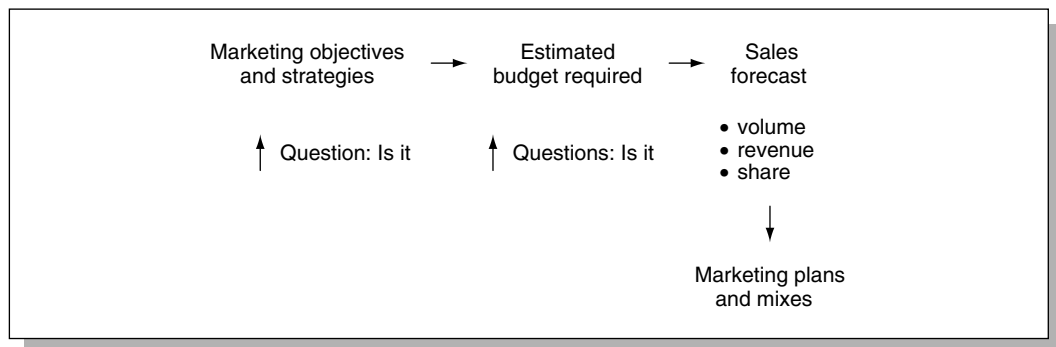 Marketing objectives
and strategies
Estimated
budget required
Sales
forecast
• volume
• revenue
• share
Question: Is it
Questions: Is it
Marketing plans
and mixes